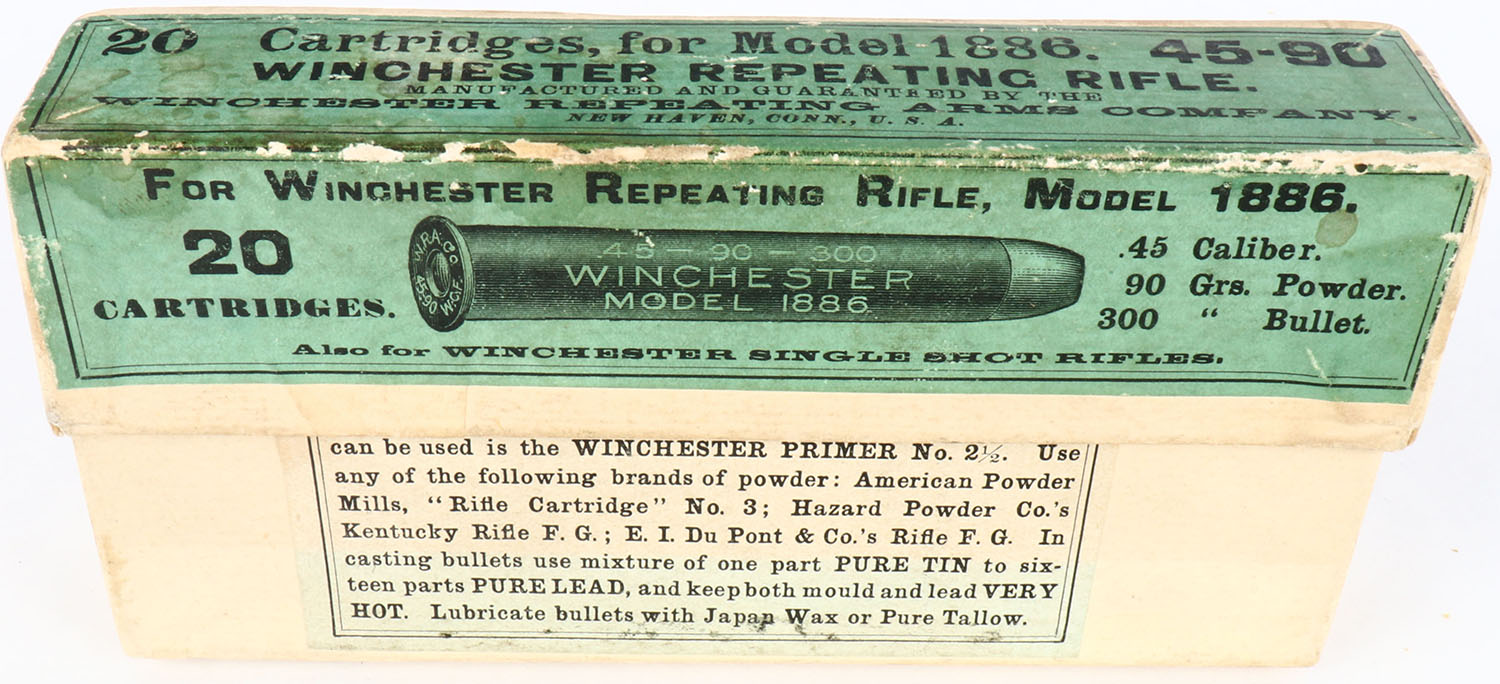 20 Cartridges, for Model 1886. 45-90
WINCHESTER REPEATING RIFLE.
MANUFACTURED AND GUARANTEED BY THE
WINCHESTER REPEATING ARMS COMPANY,
NEW HAVEN, CONN., U. S. A.
FOR WINCHESTER REPEATING RIFLE, MODEL 1886.
20
CARTRIDGES.
W.R.A. Co.
45-90 W.C.F.
.45 - 90 - 300
WINCHESTER
MODEL 1886
.45 Caliber.
90 Grs. Powder.
300 " Bullet.
Also for WINCHESTER SINGLE SHOT RIFLES.
can be used is the WINCHESTER PRIMER No. 2½. Use
any of the following brands of powder: American Powder
Mills, "Rifle Cartridge" No. 3; Hazard Powder Co.'s
Kentucky Rifle F. G.; E. I. Du Pont & Co.'s Rifle F. G. In
casting bullets use mixture of one part PURE TIN to six-
teen parts PURE LEAD, and keep both mould and lead VERY
HOT. Lubricate bullets with Japan Wax or Pure Tallow.